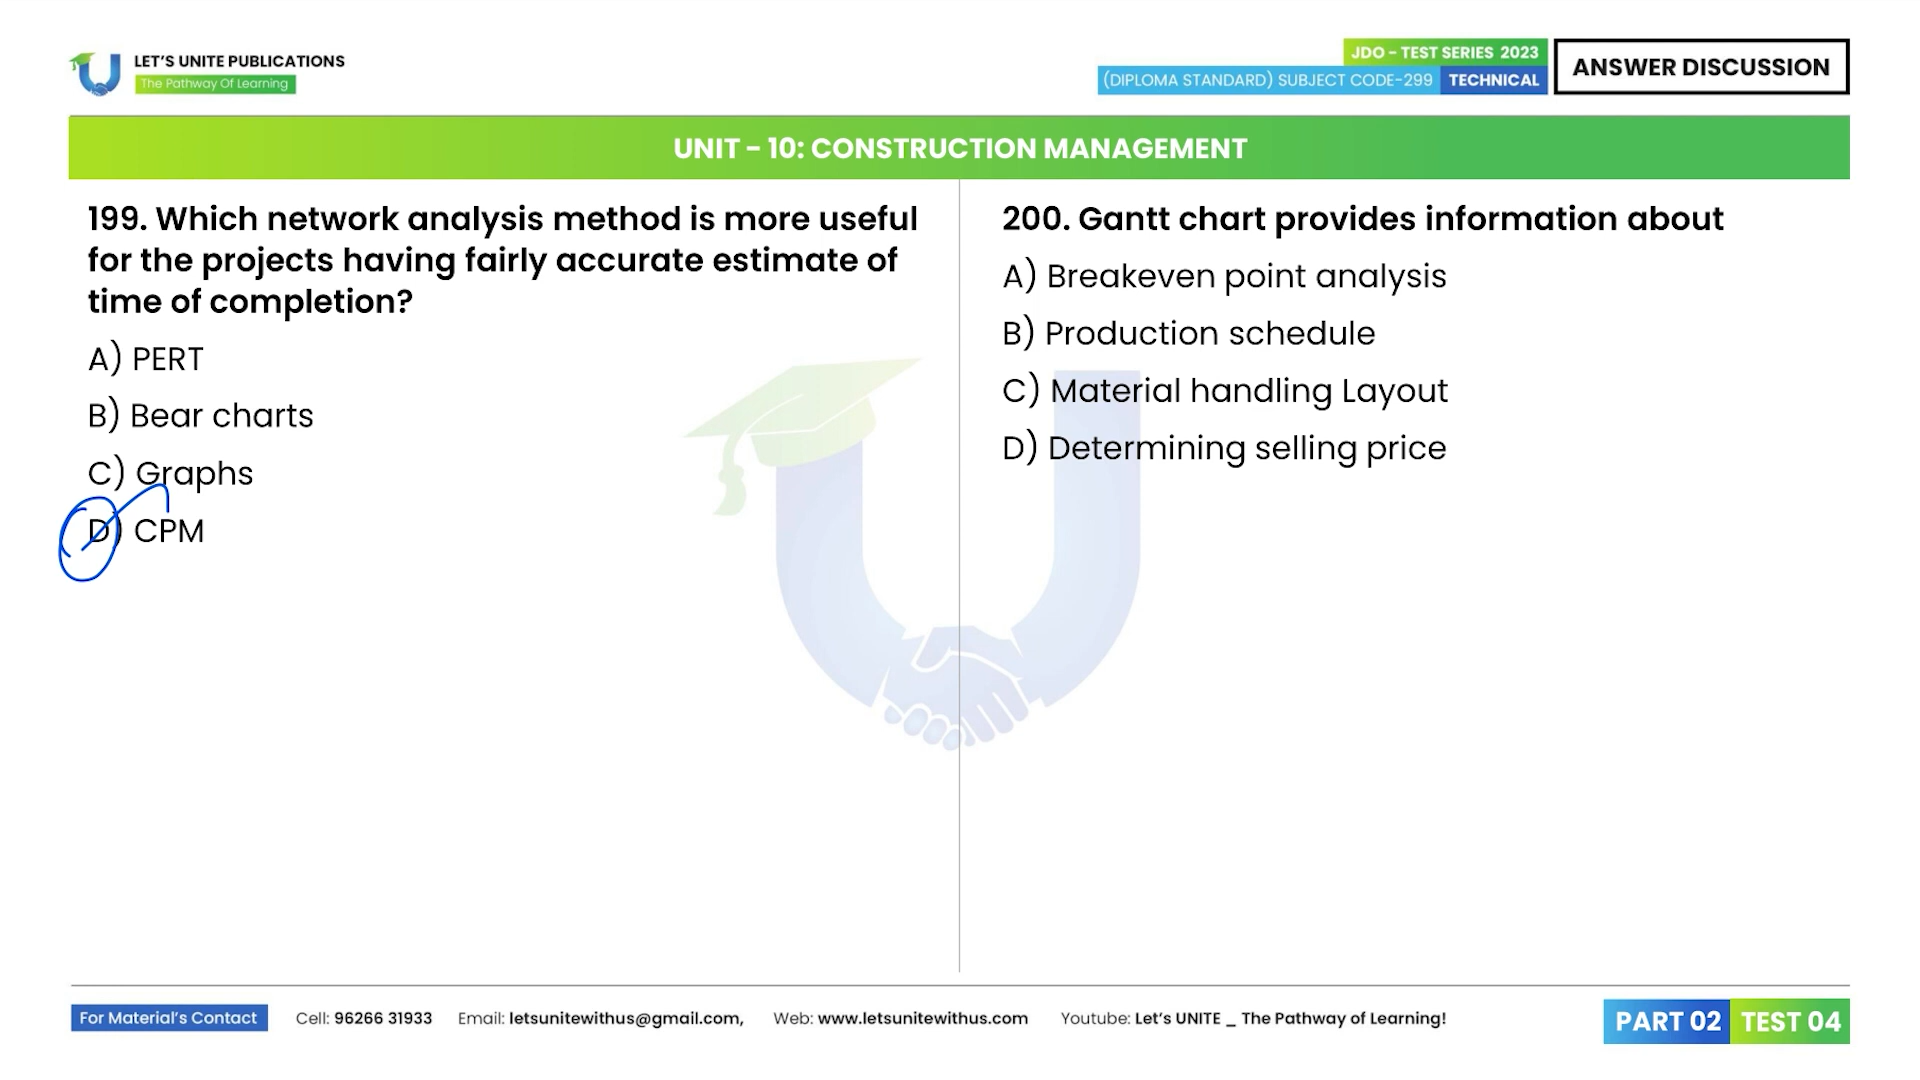 LET'S UNITE PUBLICATIONS
The Pathway Of Learning
JDO - TEST SERIES 2023
(DIPLOMA STANDARD) SUBJECT CODE-299 TECHNICAL
ANSWER DISCUSSION
UNIT - 10: CONSTRUCTION MANAGEMENT
199. Which network analysis method is more useful
for the projects having fairly accurate estimate of
time of completion?
A) PERT
B) Bear charts
C) Graphs
D) CPM
200. Gantt chart provides information about
A) Breakeven point analysis
B) Production schedule
C) Material handling Layout
D) Determining selling price
For Material's Contact
Cell: 96266 31933 Email: letsunitewithus@gmail.com, Web: www.letsunitewithus.com Youtube: Let's UNITE _ The Pathway of Learning!
PART 02 TEST 04